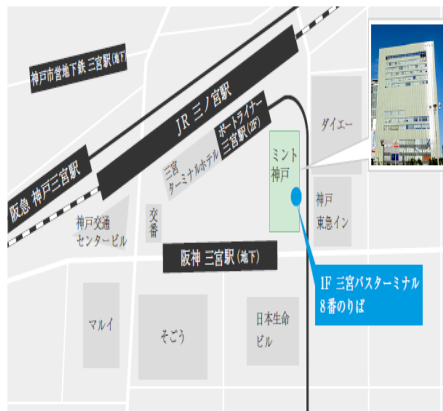 神戸市営地下鉄 三宮駅(地下)
JR 三ノ宮駅
ポートライナー
三宮駅(2F)
ダイエー
阪急 神戸三宮駅
三宮
ターミナルホテル
ミント
神戸
神戸交通
センタービル
交番
神戸
東急イン
阪神 三宮駅(地下)
1F 三宮バスターミナル
8番のりば
マルイ
そごう
日本生命
ビル